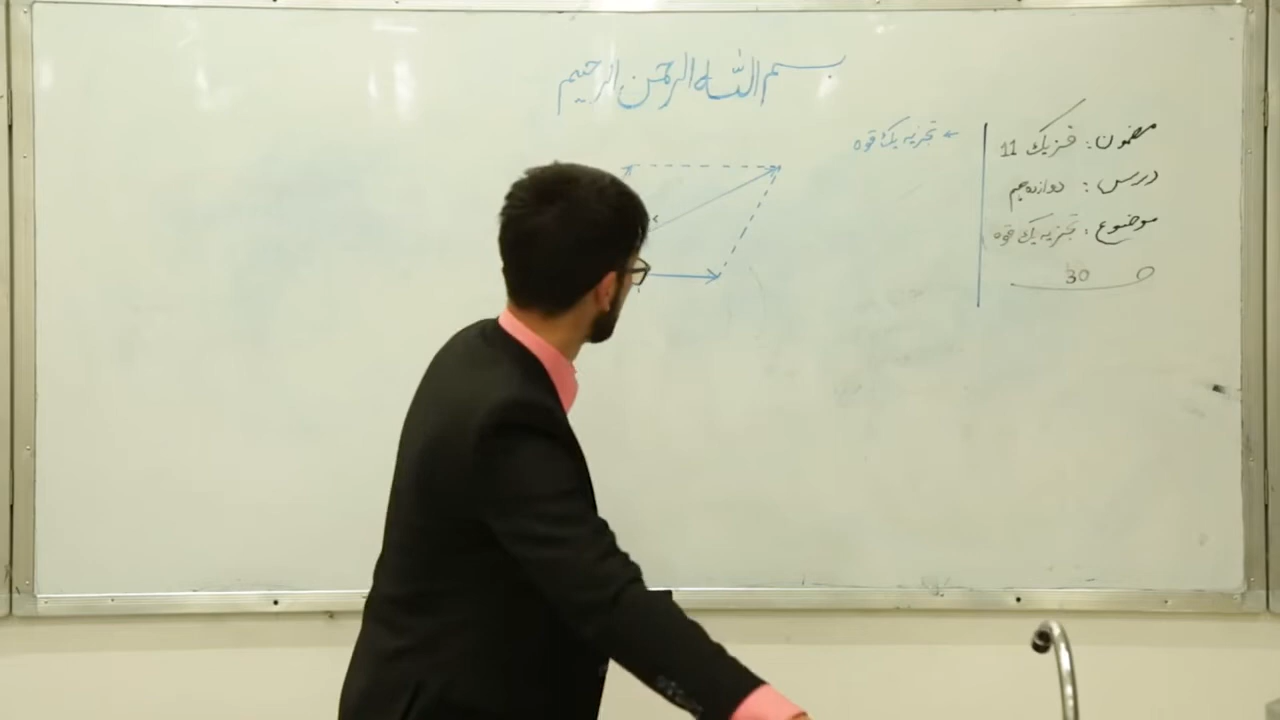 بسم الله الرحمن الرحیم
مضمون: فزیک 11
درس: دوازدهم
موضوع: تجزیه یک قوه
30
← تجزیه یک قوه